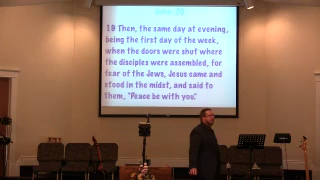 John 20
19 Then, the same day at evening,
being the first day of the week,
when the doors were shut where
the disciples were assembled, for
fear of the Jews, Jesus came and
stood in the midst, and said to
them, "Peace be with you."